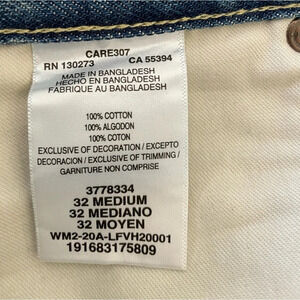 CARE307
RN 130273 CA 55394
MADE IN BANGLADESH
HECHO EN BANGLADESH
FABRIQUE AU BANGLADESH
100% COTTON
100% ALGODON
100% COTON
EXCLUSIVE OF DECORATION / EXCEPTO
DECORACION / EXCLUSIVE OF TRIMMING /
GARNITURE NON COMPRISE
3778334
32 MEDIUM
32 MEDIANO
32 MOYEN
WM2-20A-LFVH20001
191683175809